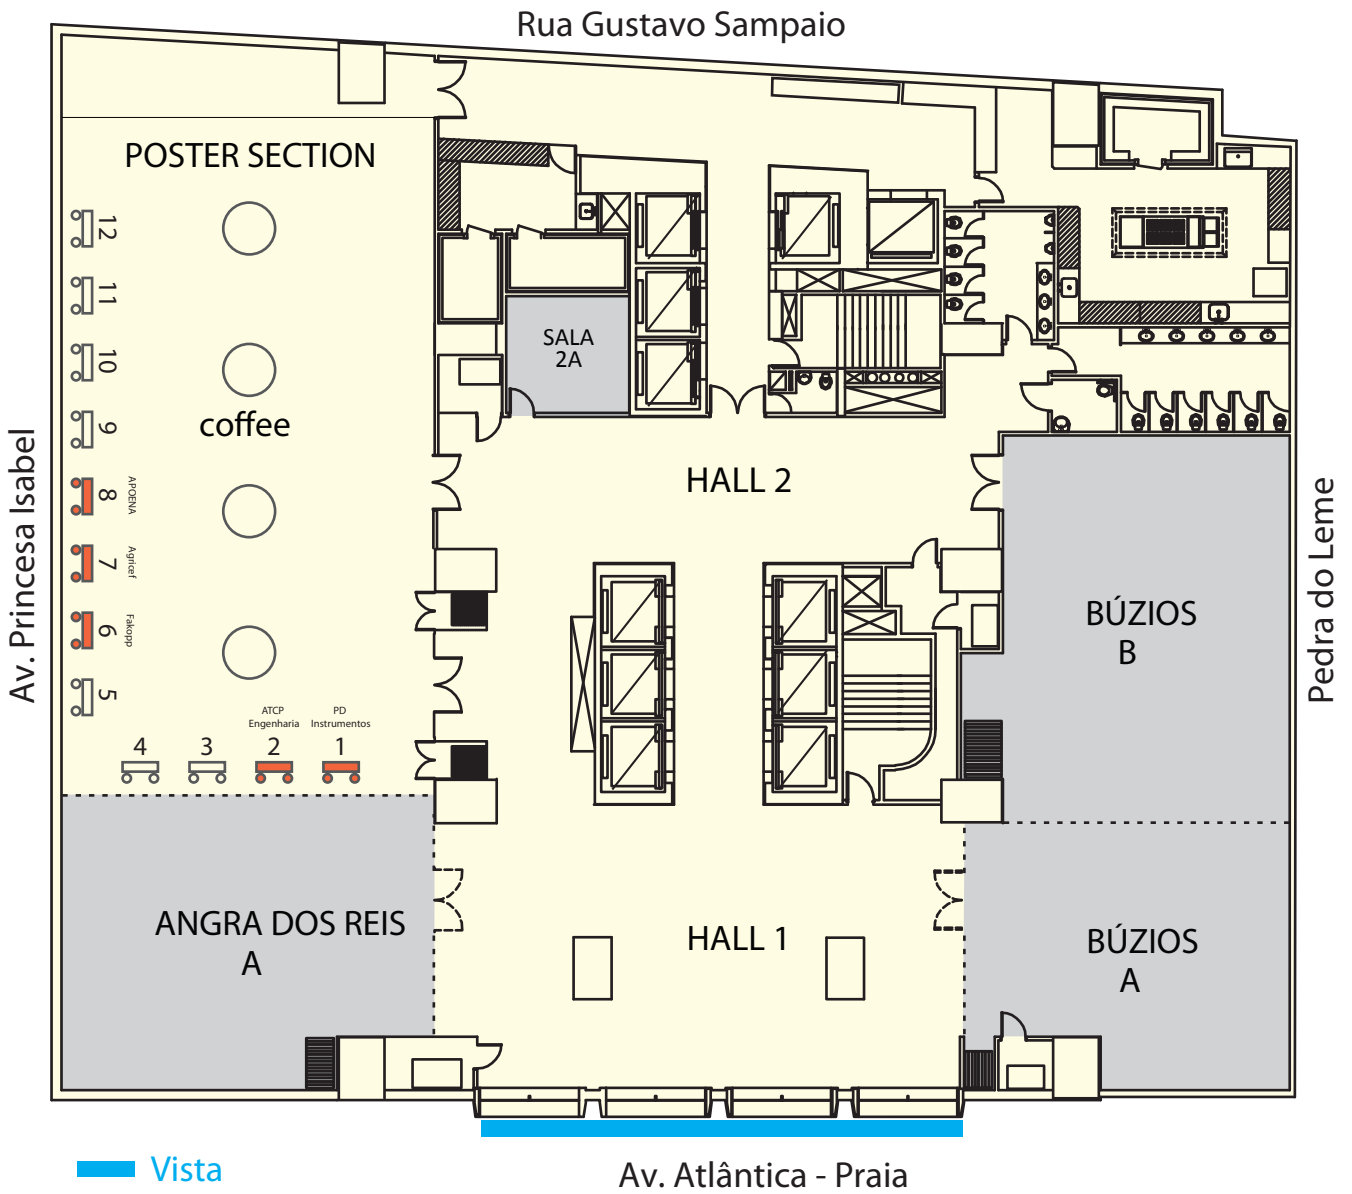 Rua Gustavo Sampaio
POSTER SECTION
12
11
10
9
8
APOENA
7
Agricef
6
Fakopp
5
coffee
SALA
2A
HALL 2
Av. Princesa Isabel
Pedra do Leme
BÚZIOS
B
ATCP
Engenharia
PD
Instrumentos
4
3
2
1
ANGRA DOS REIS
A
HALL 1
BÚZIOS
A
Vista
Av. Atlântica - Praia